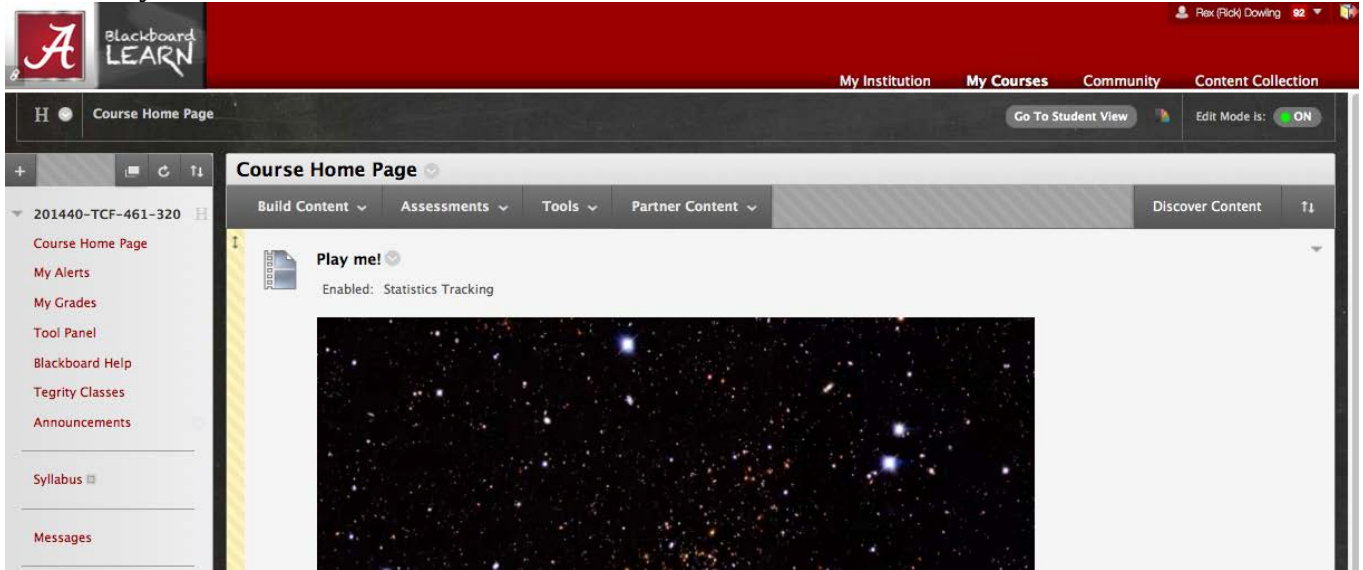 Blackboard
LEARN
Rex (Rick) Dowling 92
My Institution My Courses Community Content Collection
H Course Home Page Go To Student View Edit Mode is: ON
Course Home Page
201440-TCF-461-320 H
Build Content Assessments Tools Partner Content Discover Content
Course Home Page
My Alerts
My Grades
Tool Panel
Blackboard Help
Tegrity Classes
Announcements
Syllabus
Messages
Play me!
Enabled: Statistics Tracking